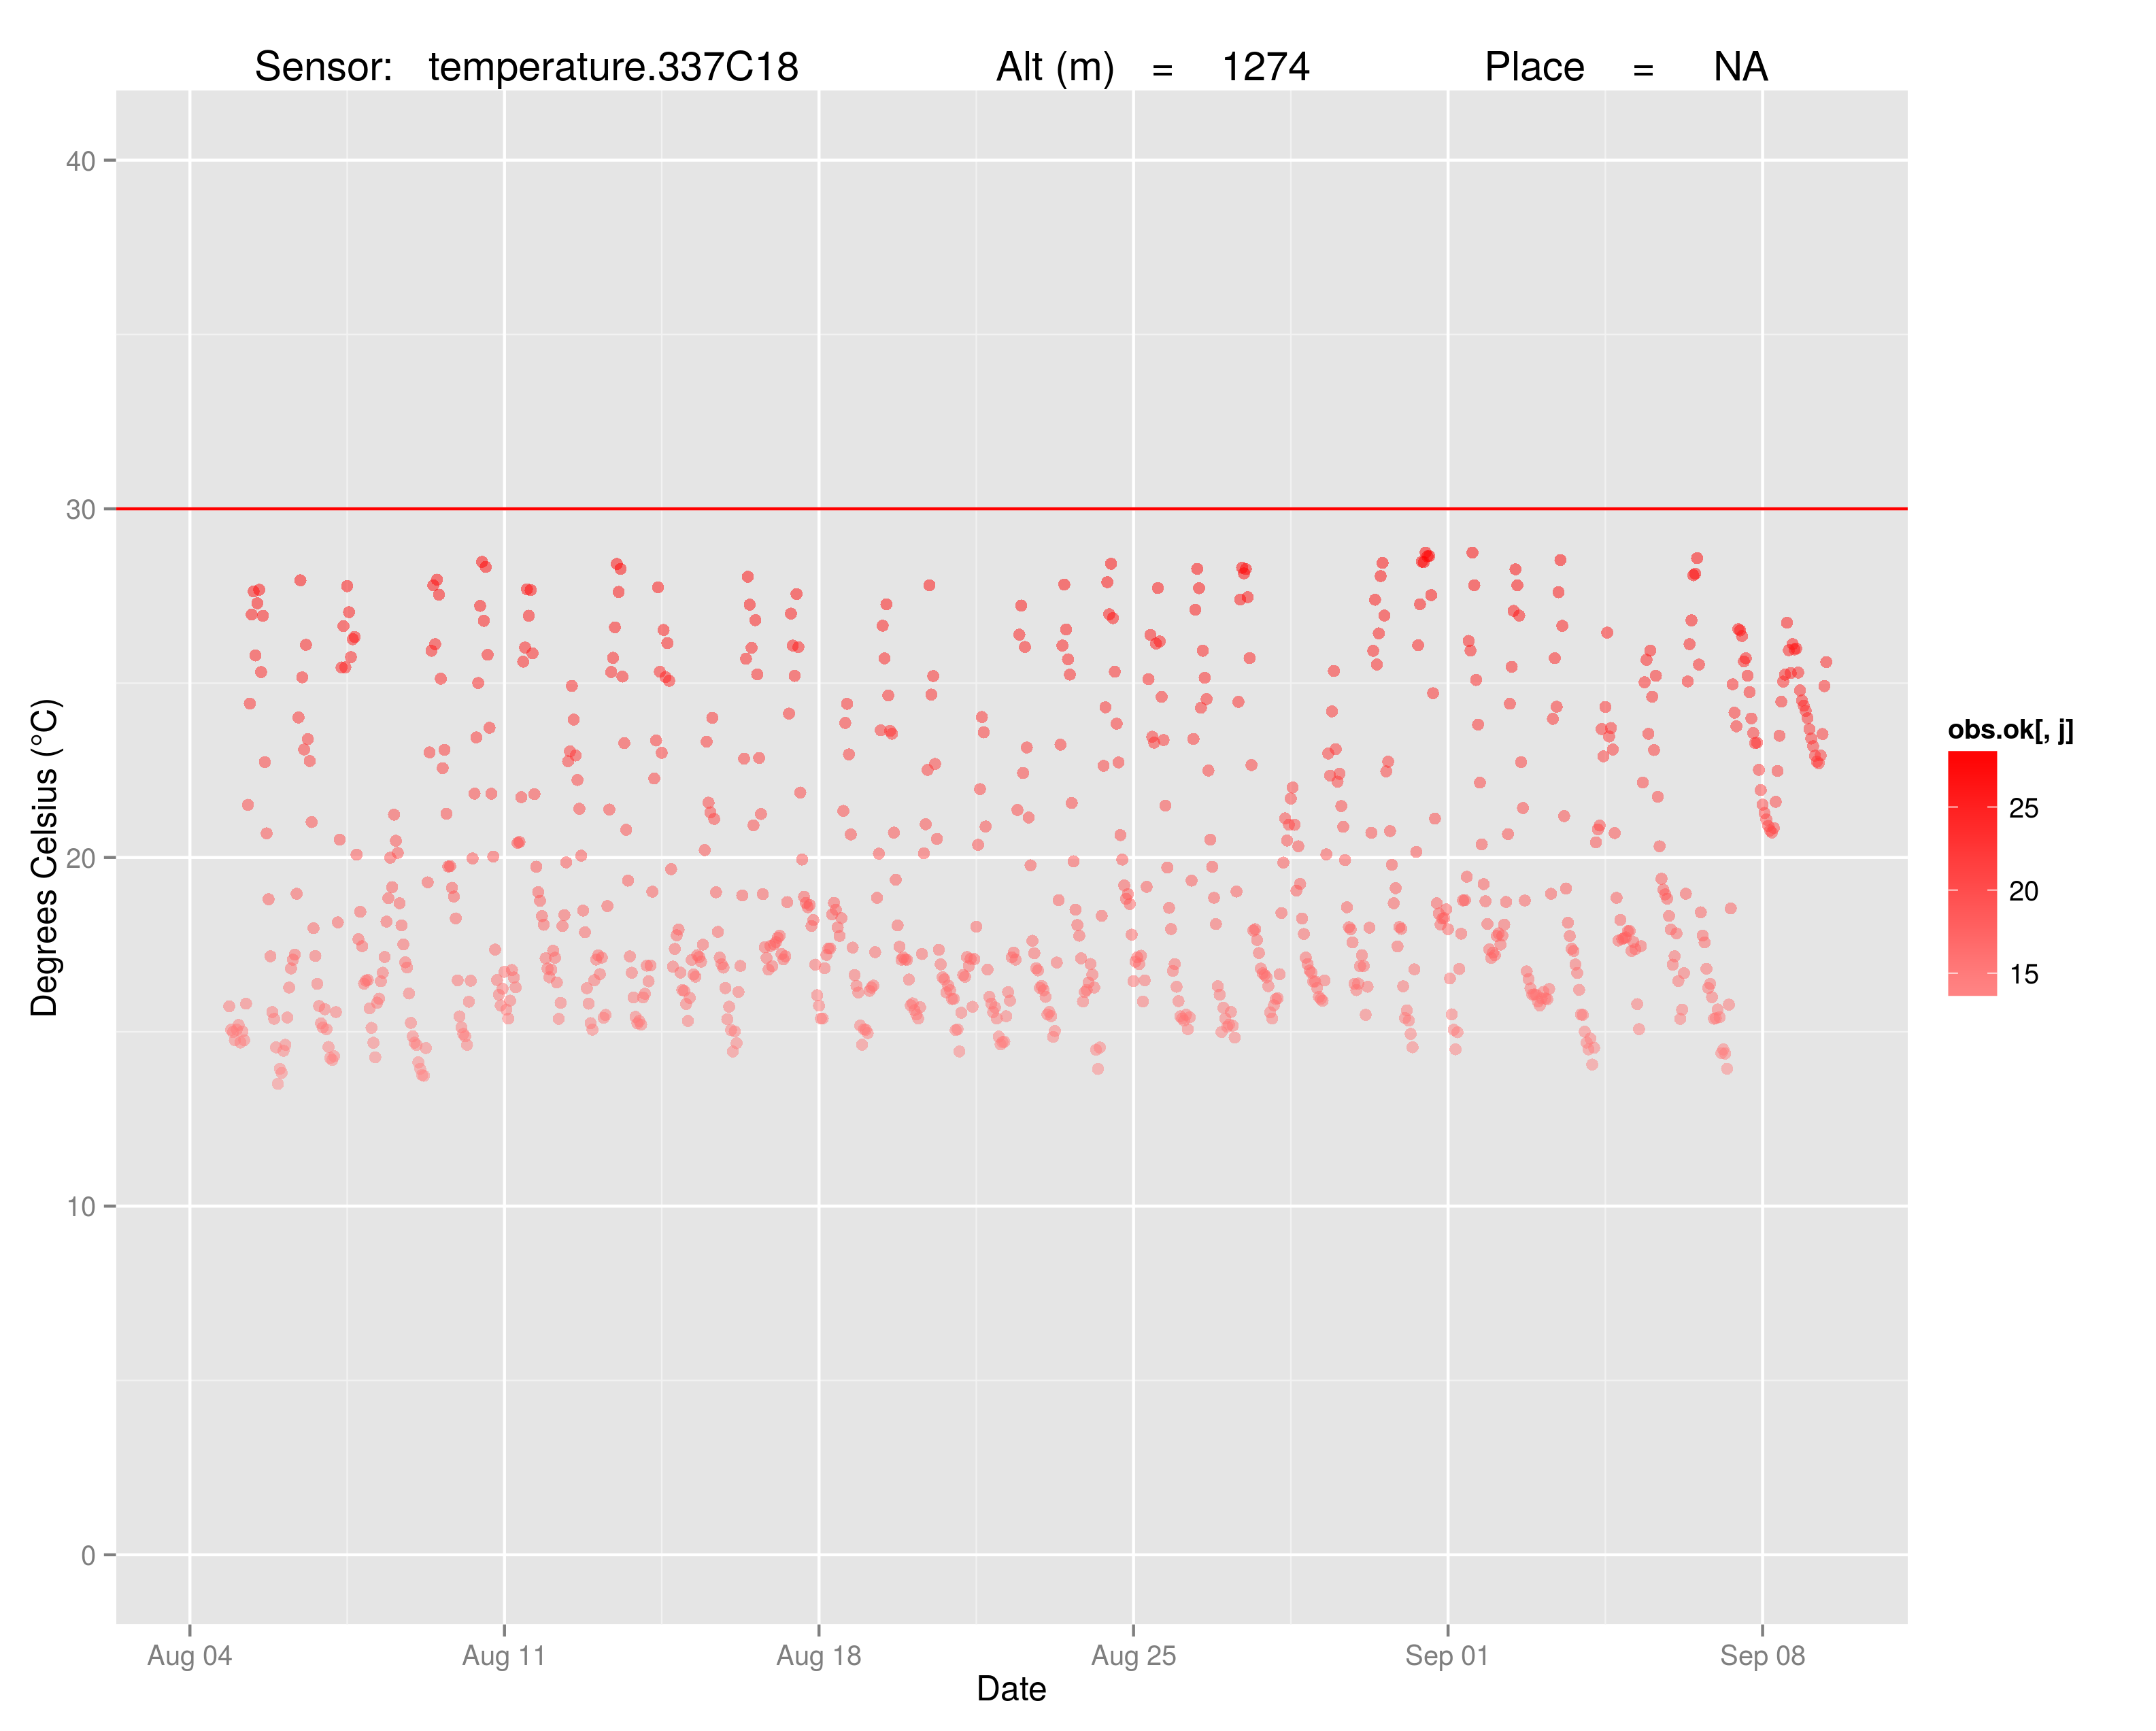 Sensor: temperature.337C18 Alt (m) = 1274 Place = NA
40
30
20
10
0
Degrees Celsius (°C)
Aug 04 Aug 11 Aug 18 Aug 25 Sep 01 Sep 08
Date
obs.ok[, j]
25
20
15